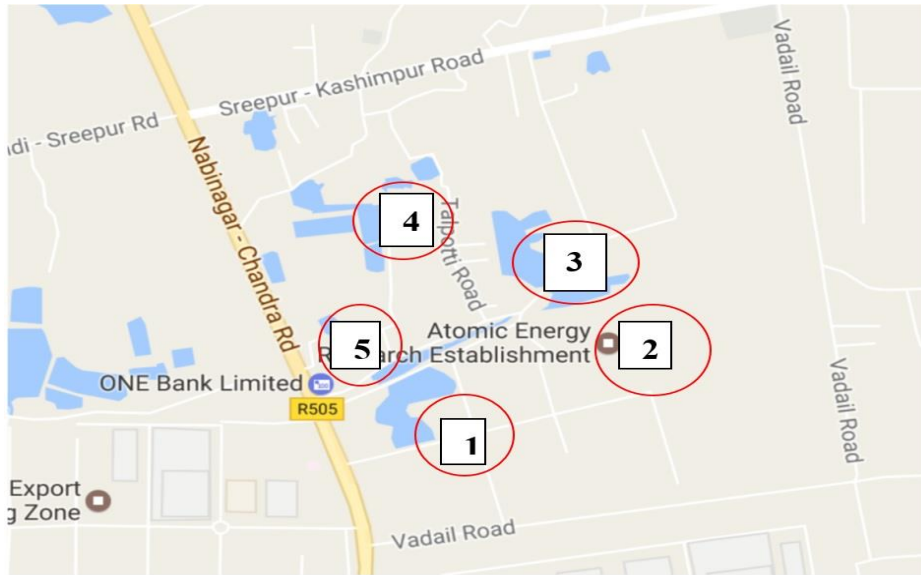 Vadail Road
Sreepur - Kashimpur Road
di - Sreepur Rd
Nabinagar - Chandra Rd
4
Talpotti Road
3
Atomic Energy
5
arch Establishment
2
ONE Bank Limited
R505
Vadail Road
1
Export
g Zone
Vadail Road